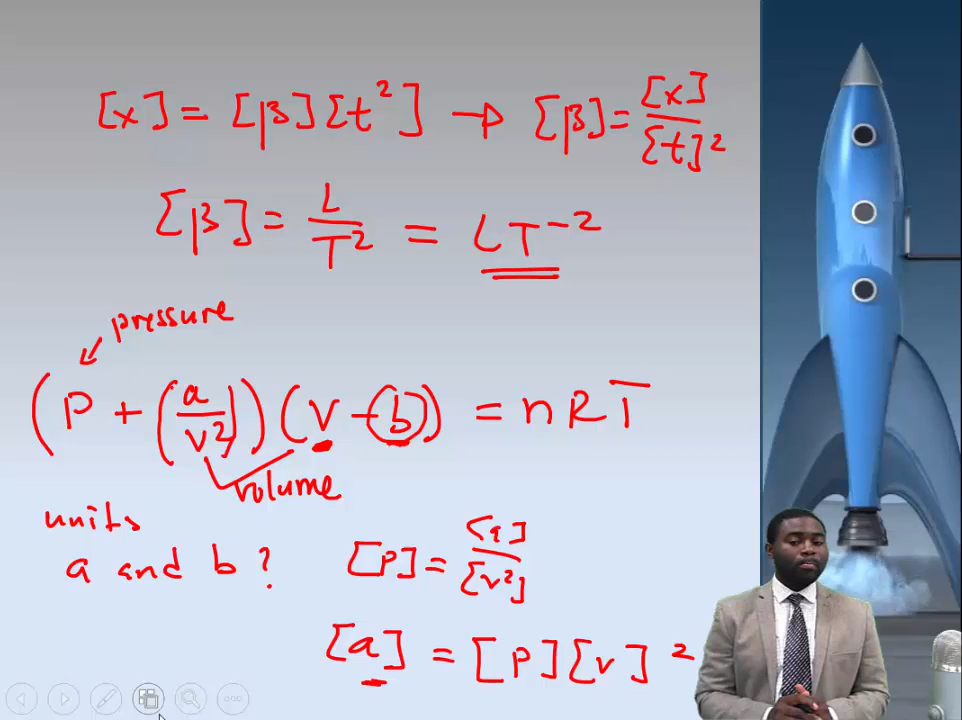 [x] = [β][t²] → [β] = [x]/[t]²
[β] = L/T² = LT⁻²
pressure
(P + (a/v²))(v - b) = nRT
volume
units
a and b ?
[P] = [a]/[v²]
[a] = [P][v]²